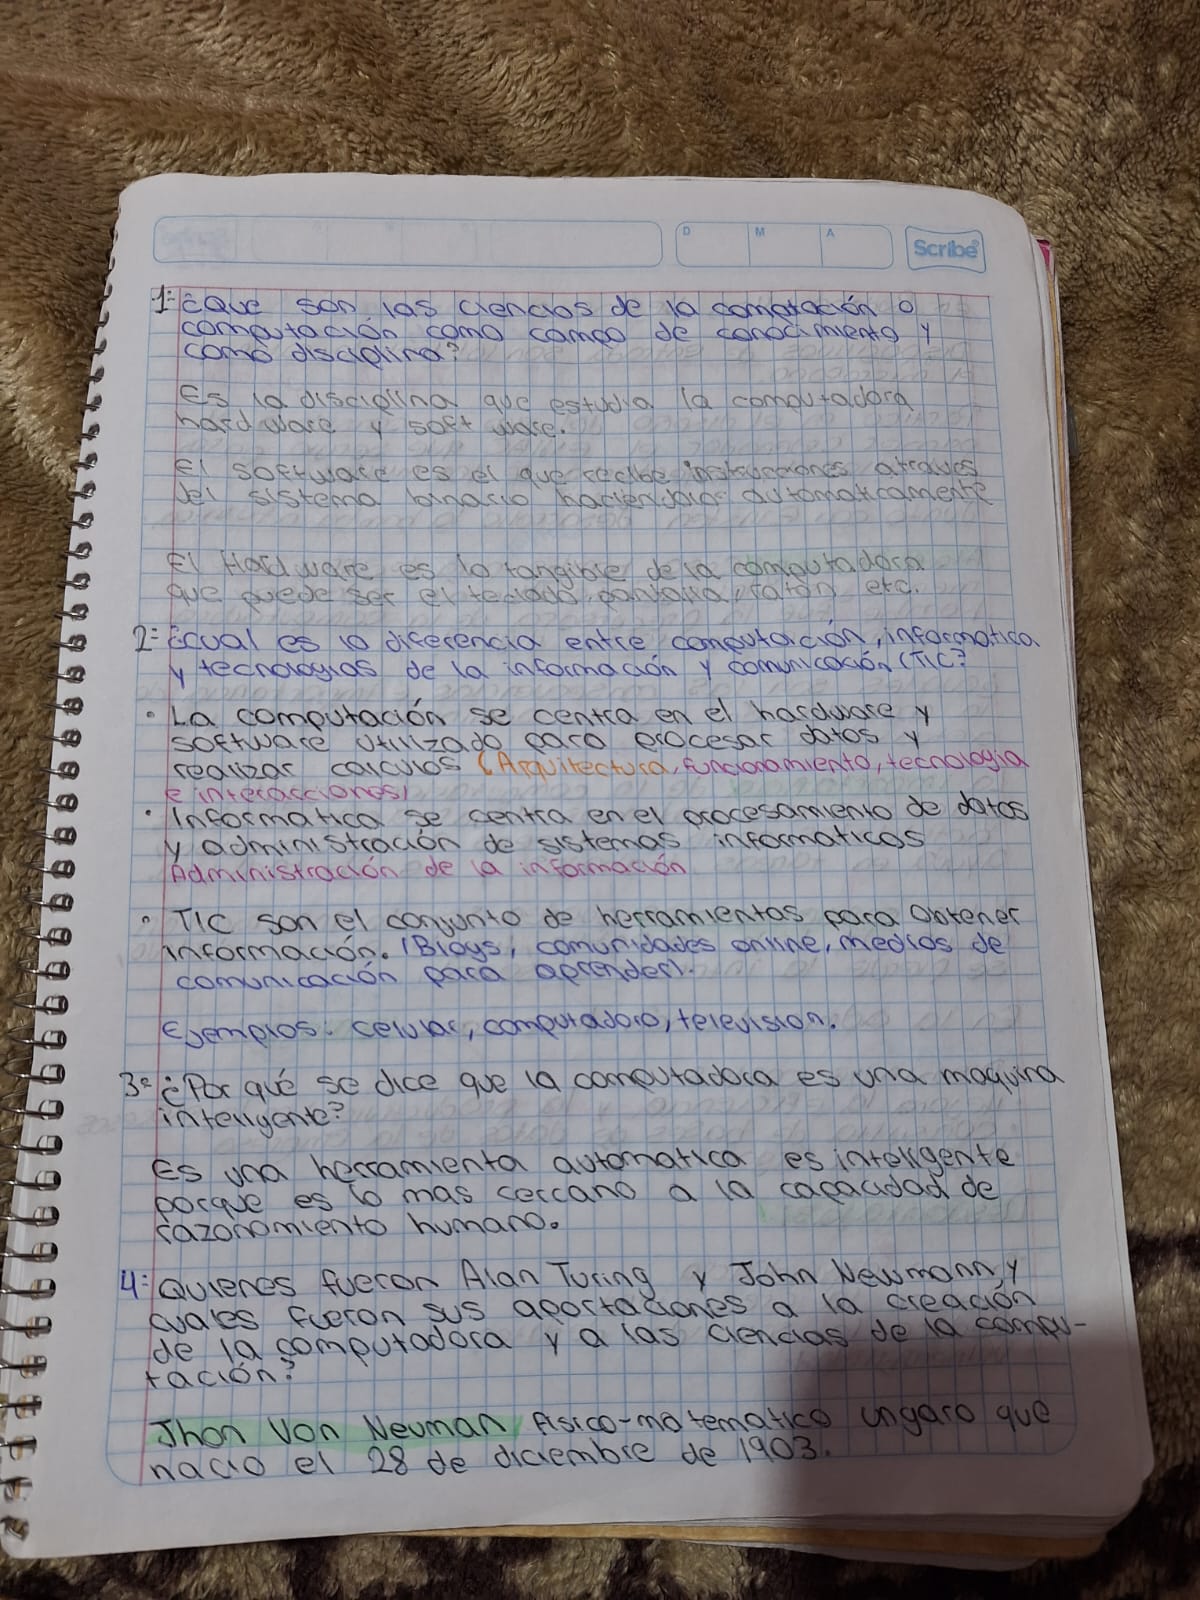 D M A
Scribe
1= ¿Que son las ciencias de la comptación o
computación como campo de conocimiento y
como disciplina?
Es la disciplina que estudia la computadora,
hard ware y soft ware.
El software es el que recibe instrucciones atraves
del sistema binario haciendolas automaticamente
El Hard ware es lo tangible de la computadora
que puede ser el teclado, pantalla, raton, etc.
2= ¿cual es la diferencia entre computación, informatica
y tecnologias de la información y comunicación (TIC?
• La computación se centra en el hardware y
software utilizado para procesar datos y
realizar calculos (Arquitectura, funcionamiento, tecnologia
e interacciones)
• Informatica se centra en el procesamiento de datos
y administración de sistemas informaticos
Administración de la información
• TIC son el conjunto de herramientas para obtener
información. (Blogs, comunidades online, medios de
comunicación para aprender).
Ejemplos: celular, computadora, television.
3= ¿Por qué se dice que la computadora es una maquina
inteligente?
Es una herramienta automatica es inteligente
porque es lo mas cercano a la capacidad de
razonamiento humano.
4= Quienes fueron Alan Turing y John Newmann, y
cuales fueron sus aportaciones a la creación
de la computadora y a las ciencias de la compu-
tación?
Jhon Von Neuman, fisico-matematico ungaro que
nacio el 28 de diciembre de 1903.